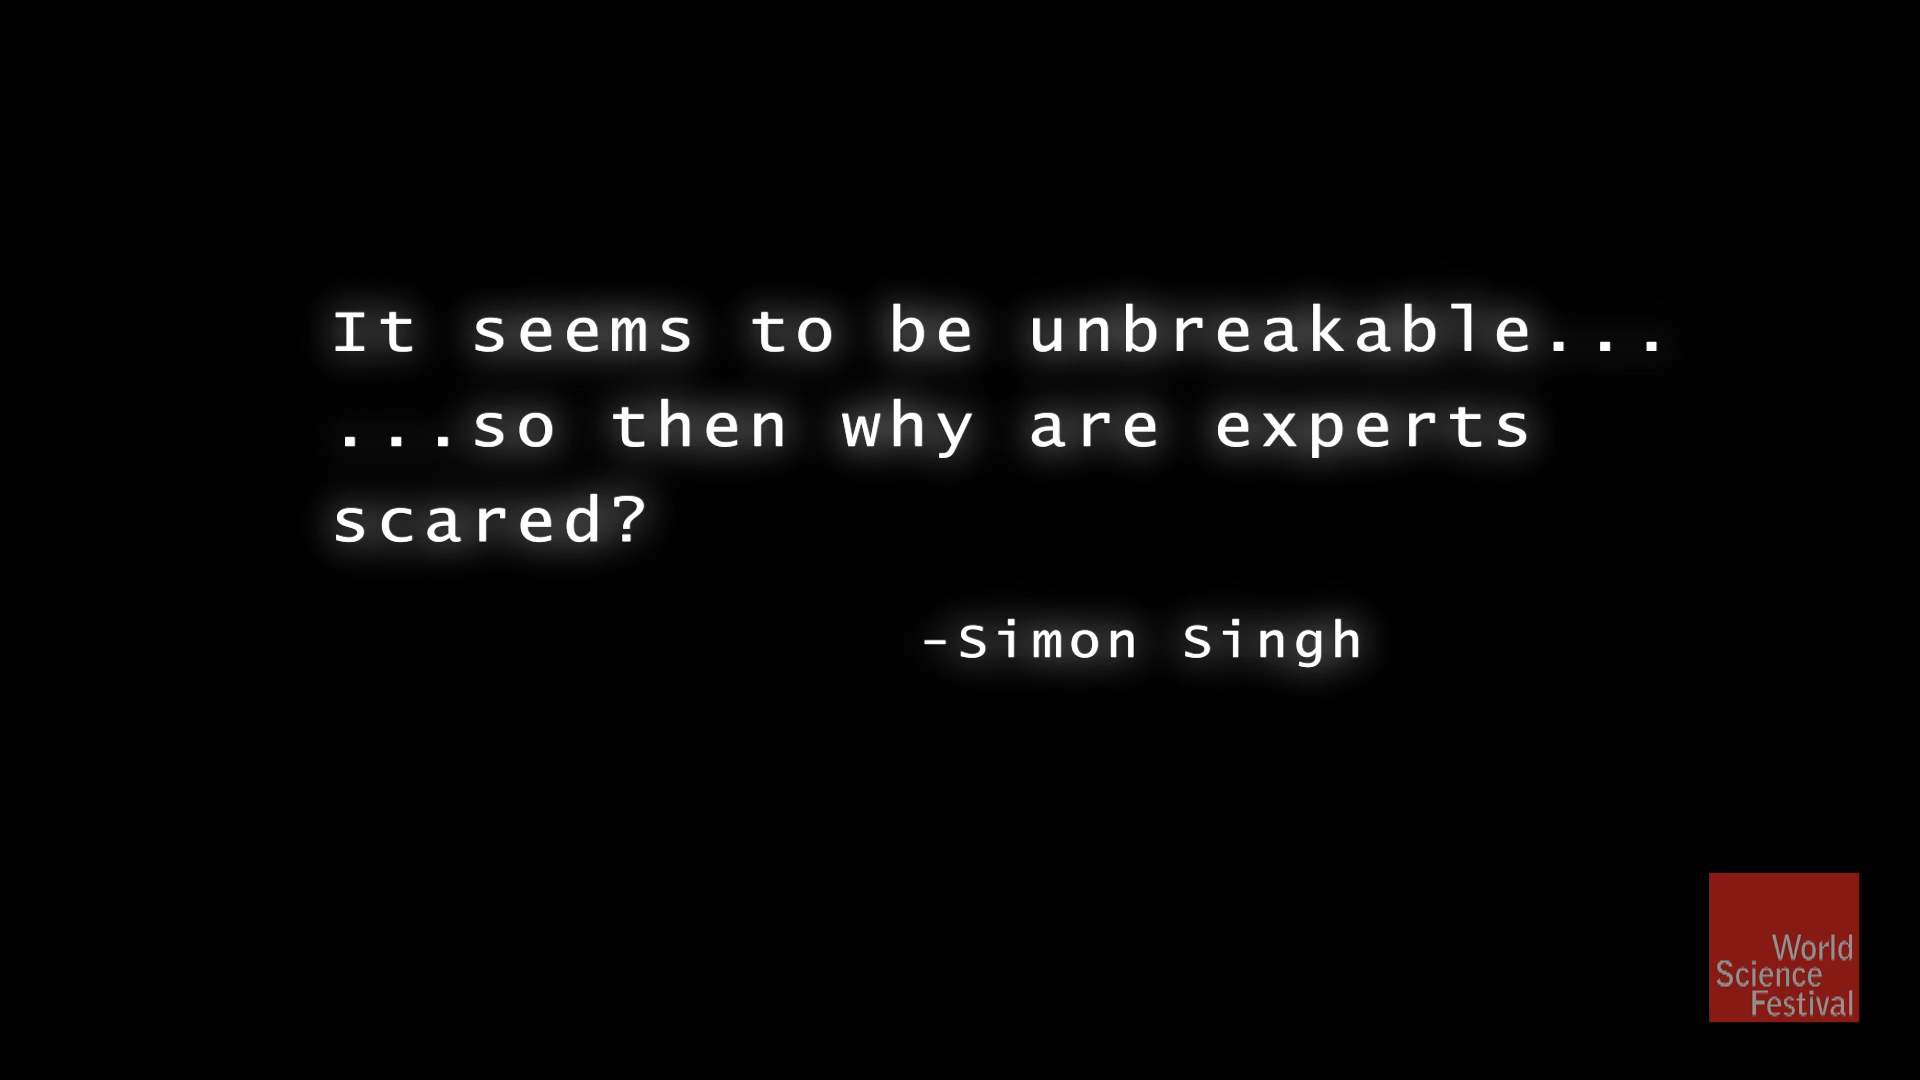 It seems to be unbreakable...
...so then why are experts
scared?
-Simon Singh
World
Science
Festival